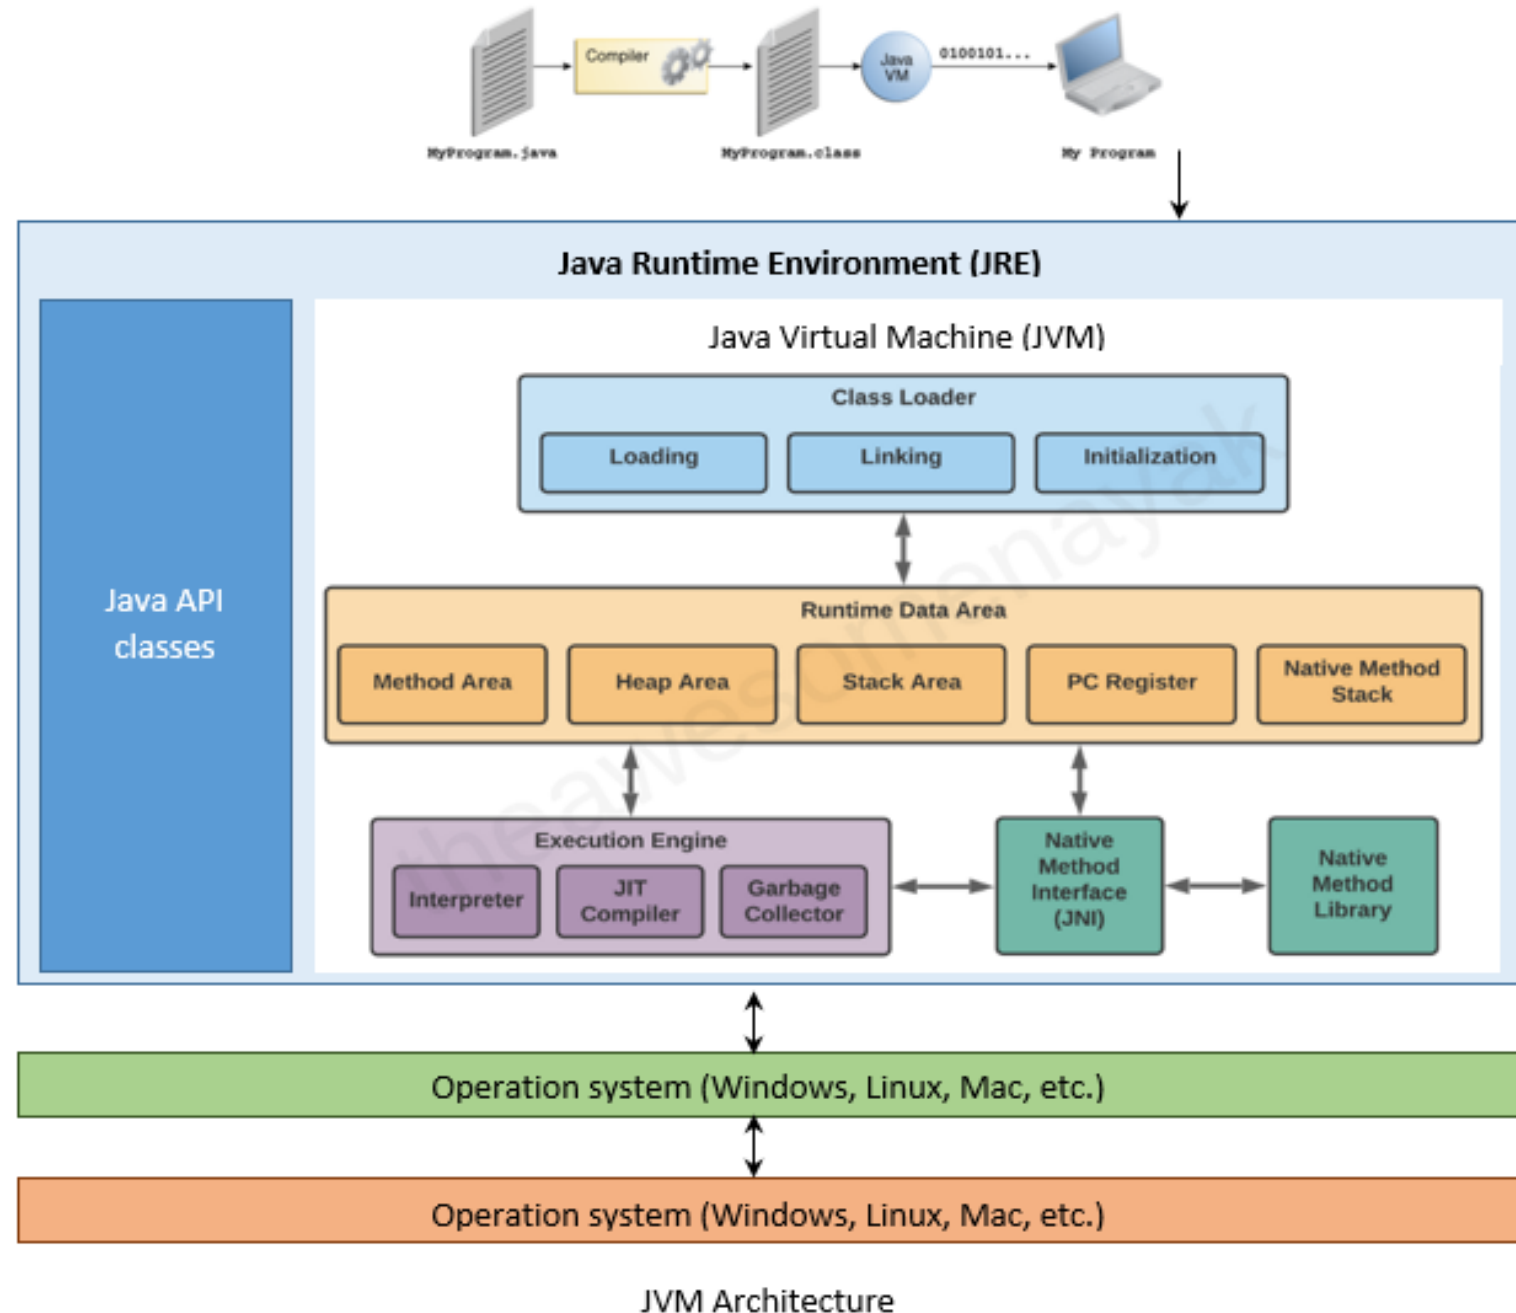 Compiler
Java
VM
0100101...
MyProgram.java
MyProgram.class
My Program
Java Runtime Environment (JRE)
Java API
classes
Java Virtual Machine (JVM)
Class Loader
Loading
Linking
Initialization
Runtime Data Area
Method Area
Heap Area
Stack Area
PC Register
Native Method
Stack
Execution Engine
Interpreter
JIT
Compiler
Garbage
Collector
Native
Method
Interface
(JNI)
Native
Method
Library
theawesomenayak
Operation system (Windows, Linux, Mac, etc.)
Operation system (Windows, Linux, Mac, etc.)
JVM Architecture